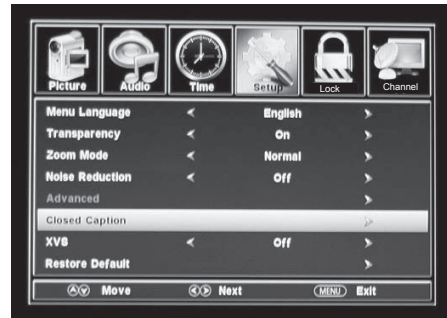 Picture Audio Time Setup Lock Channel
Menu Language English
Transparency On
Zoom Mode Normal
Noise Reduction Off
Advanced
Closed Caption
XV6 Off
Restore Default
Move Next MENU Exit